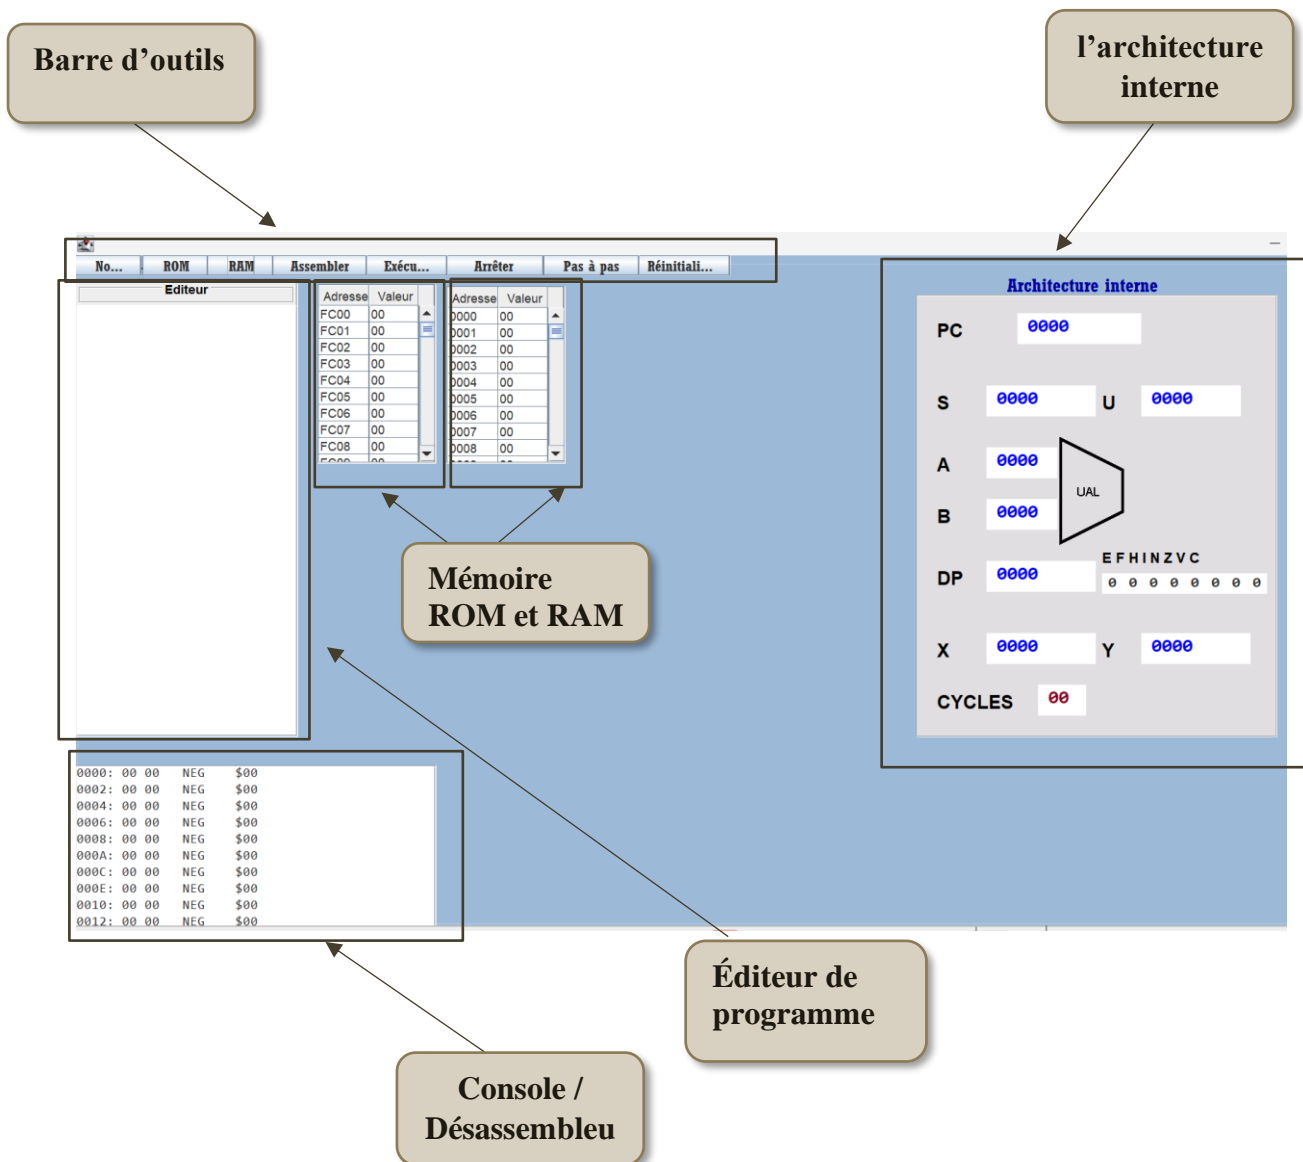 Barre d’outils
l’architecture
interne
No... ROM RAM Assembler Exécu... Arrêter Pas à pas Réinitiali...
Editeur
Adresse Valeur
FC00 00
FC01 00
FC02 00
FC03 00
FC04 00
FC05 00
FC06 00
FC07 00
FC08 00
FC09 00
Adresse Valeur
0000 00
0001 00
0002 00
0003 00
0004 00
0005 00
0006 00
0007 00
0008 00
Architecture interne
PC 0000
S 0000 U 0000
A 0000
UAL
B 0000
E F H I N Z V C
DP 0000 0 0 0 0 0 0 0 0
X 0000 Y 0000
CYCLES 00
Mémoire
ROM et RAM
0000: 00 00 NEG $00
0002: 00 00 NEG $00
0004: 00 00 NEG $00
0006: 00 00 NEG $00
0008: 00 00 NEG $00
000A: 00 00 NEG $00
000C: 00 00 NEG $00
000E: 00 00 NEG $00
0010: 00 00 NEG $00
0012: 00 00 NEG $00
Éditeur de
programme
Console /
Désassembleu